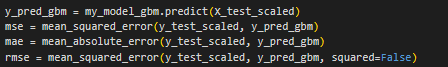 y_pred_gbm = my_model_gbm.predict(X_test_scaled)
mse = mean_squared_error(y_test_scaled, y_pred_gbm)
mae = mean_absolute_error(y_test_scaled, y_pred_gbm)
rmse = mean_squared_error(y_test_scaled, y_pred_gbm, squared=False)